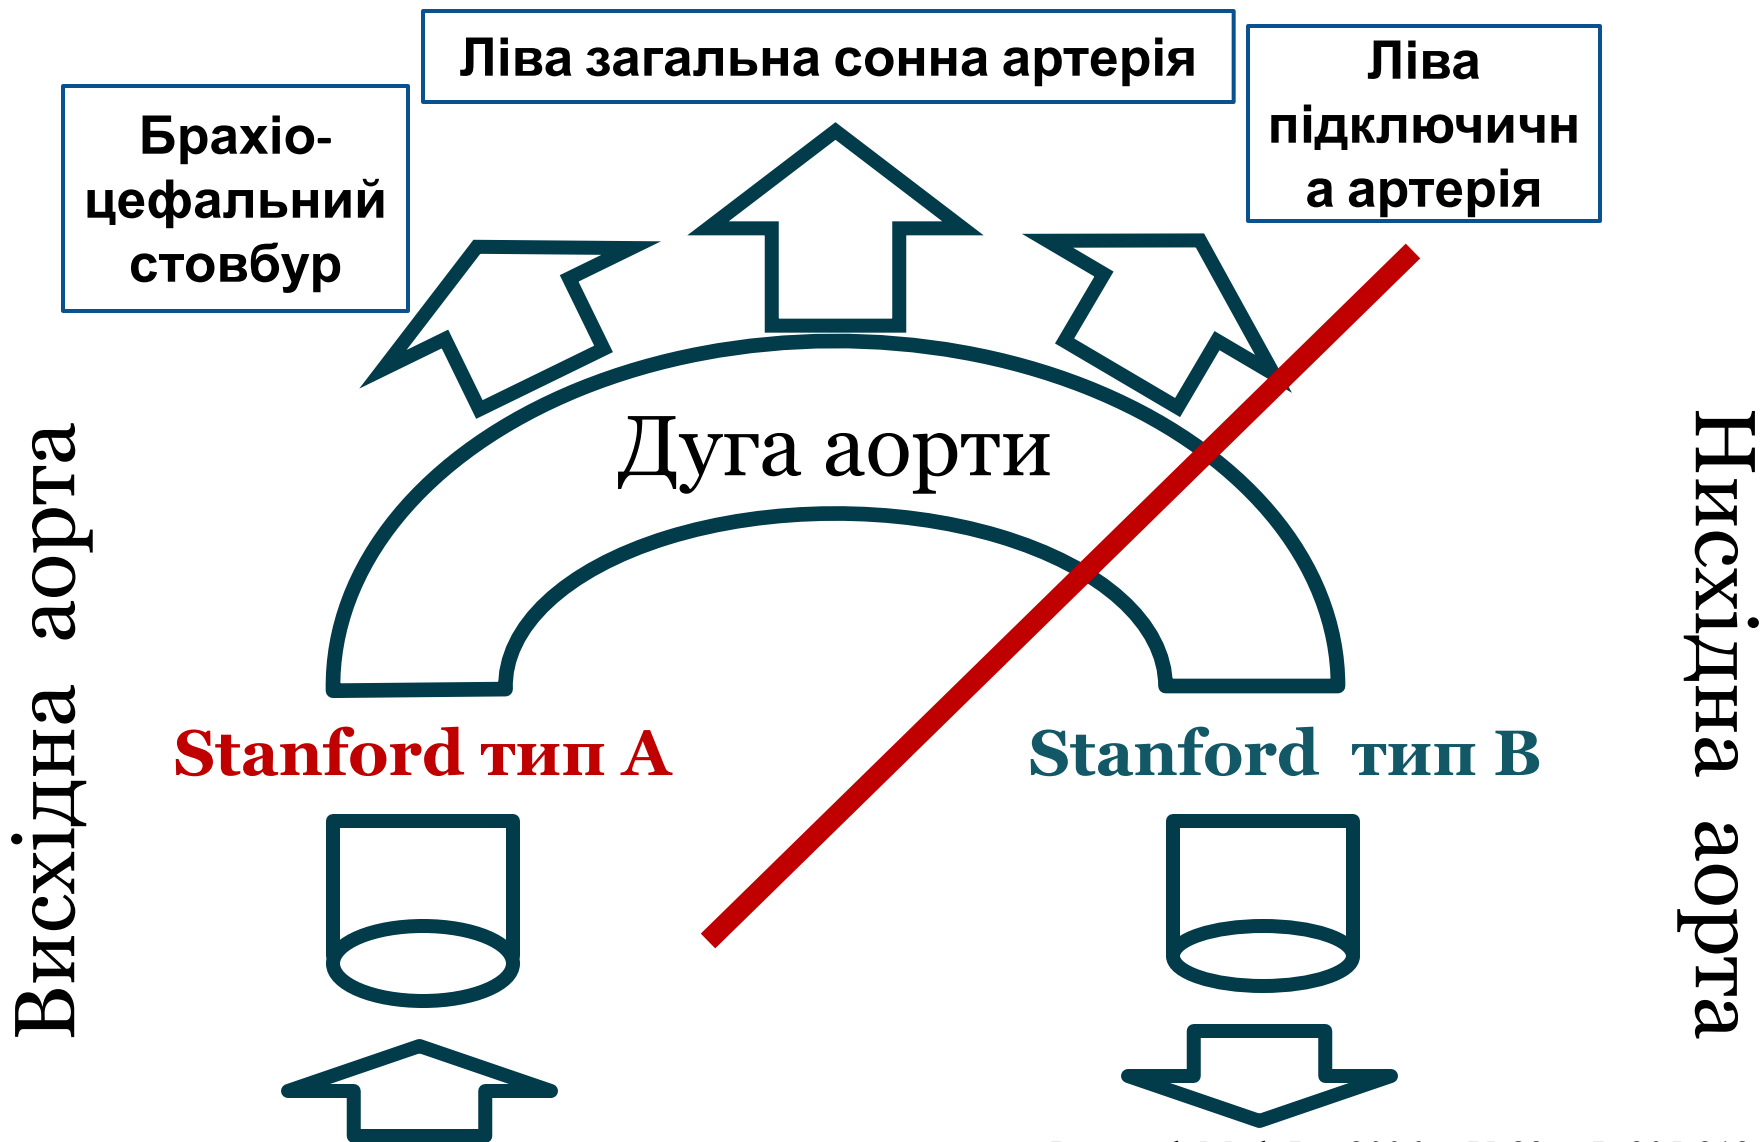 Ліва загальна сонна артерія
Ліва
підключичн
а артерія
Брахіо-
цефальний
стовбур
Дуга аорти
Висхідна аорта
Нисхідна аорта
Stanford тип A
Stanford тип B